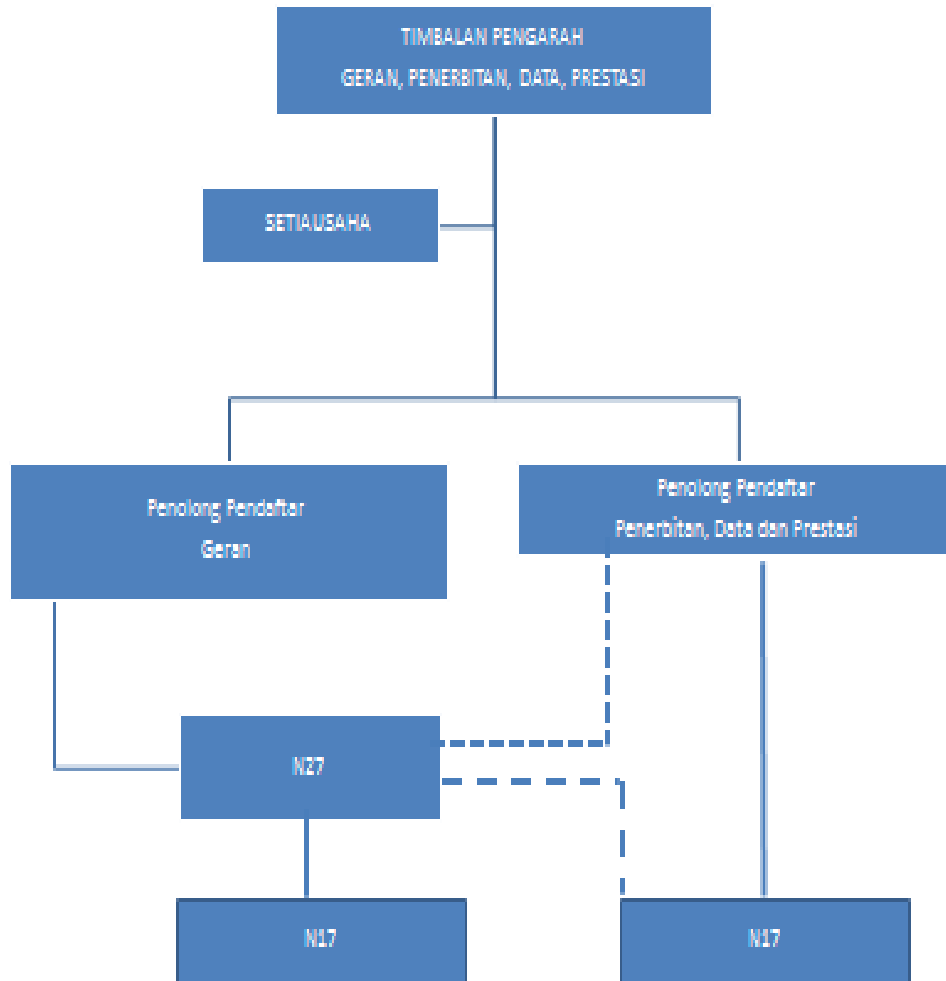 TIMBALAN PENGARAH
GERAN, PENERBITAN, DATA, PRESTASI
SETIAUSAHA
Penolong Pendaftar
Geran
Penolong Pendaftar
Penerbitan, Data dan Prestasi
N27
N17
N17